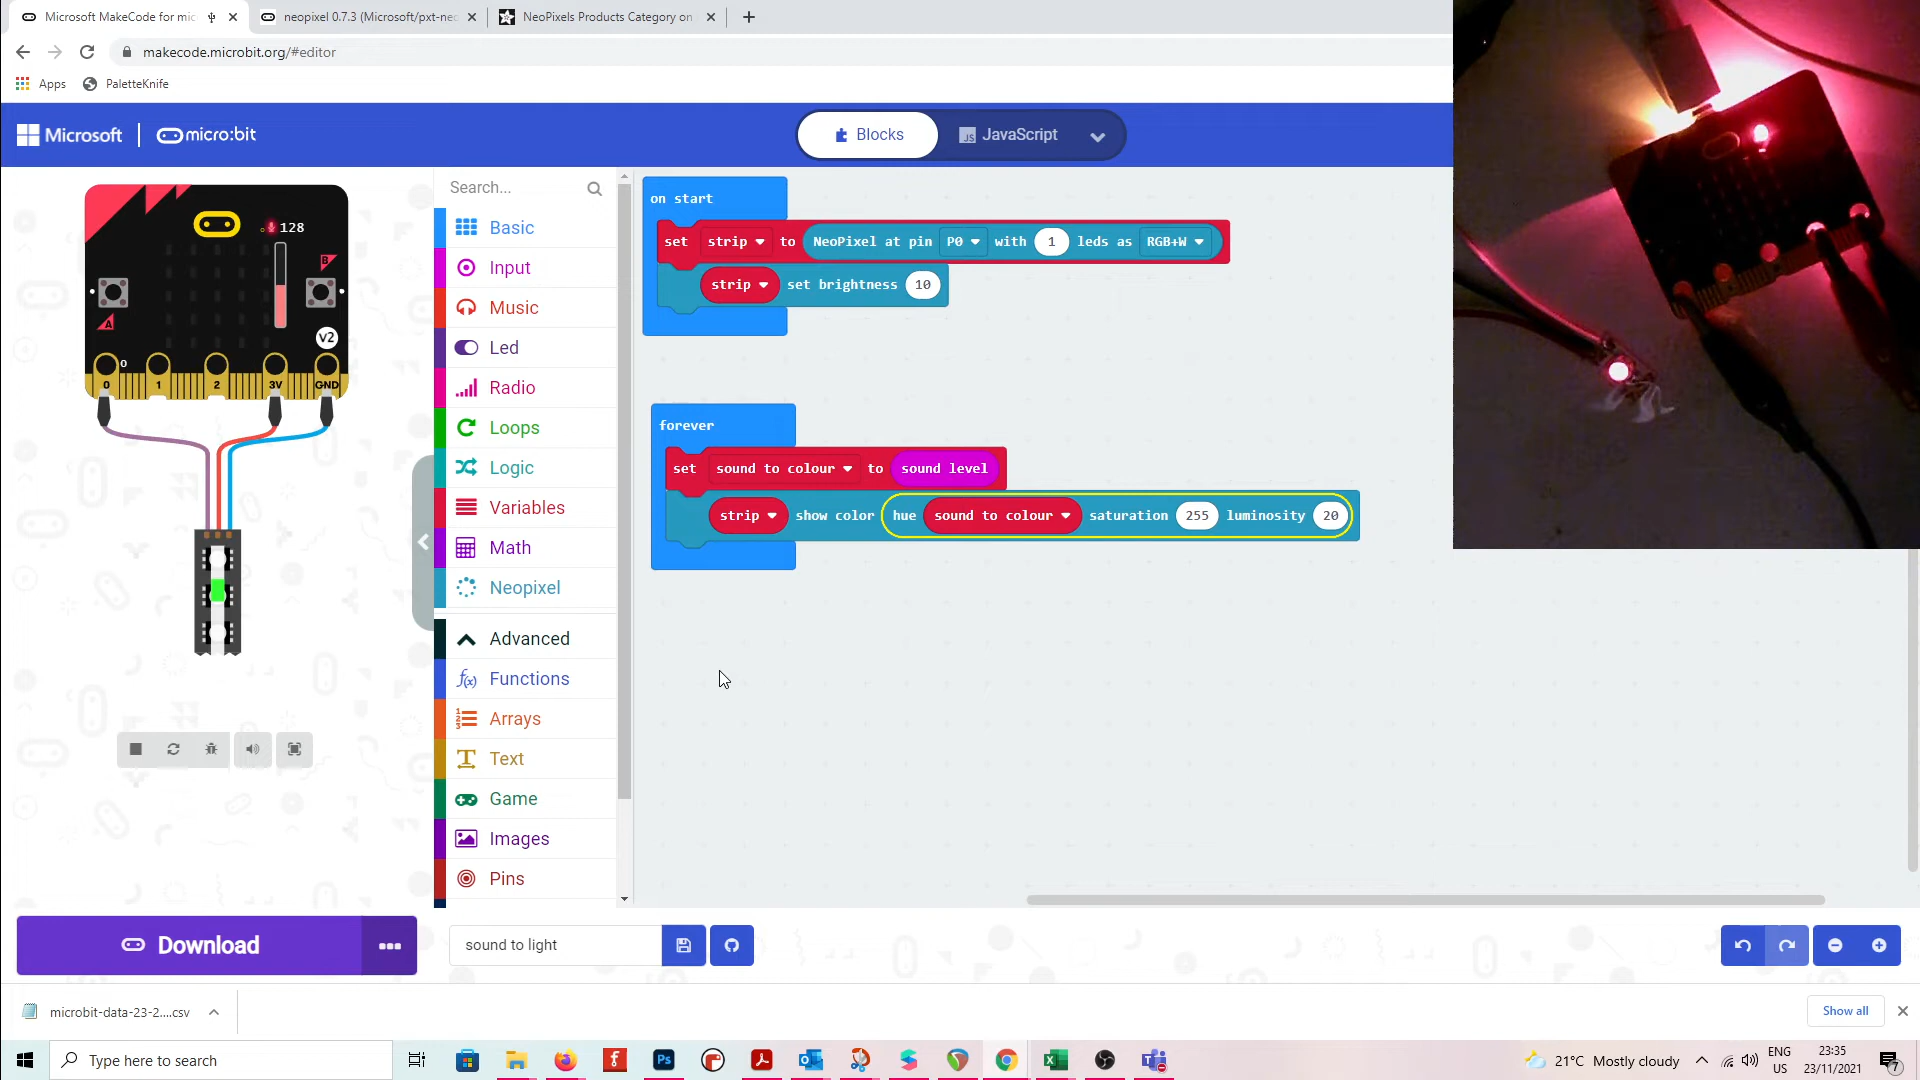 Microsoft MakeCode for mic
neopixel 0.7.3 (Microsoft/pxt-neo
NeoPixels Products Category on
makecode.microbit.org/#editor
Apps
PaletteKnife
Microsoft
micro:bit
Blocks
JS
JavaScript
128
B
A
V2
0
0
1
2
3V
GND
Search...
Basic
Input
Music
Led
Radio
Loops
Logic
Variables
Math
Neopixel
Advanced
f(x) Functions
Arrays
Text
Game
Images
Pins
on start
set strip to NeoPixel at pin P0 with 1 leds as RGB+W
strip set brightness 10
forever
set sound to colour to sound level
strip show color hue sound to colour saturation 255 luminosity 20
Download
sound to light
microbit-data-23-2....csv
Show all
Type here to search
Ps
21°C Mostly cloudy
ENG
US
23:35
23/11/2021
7